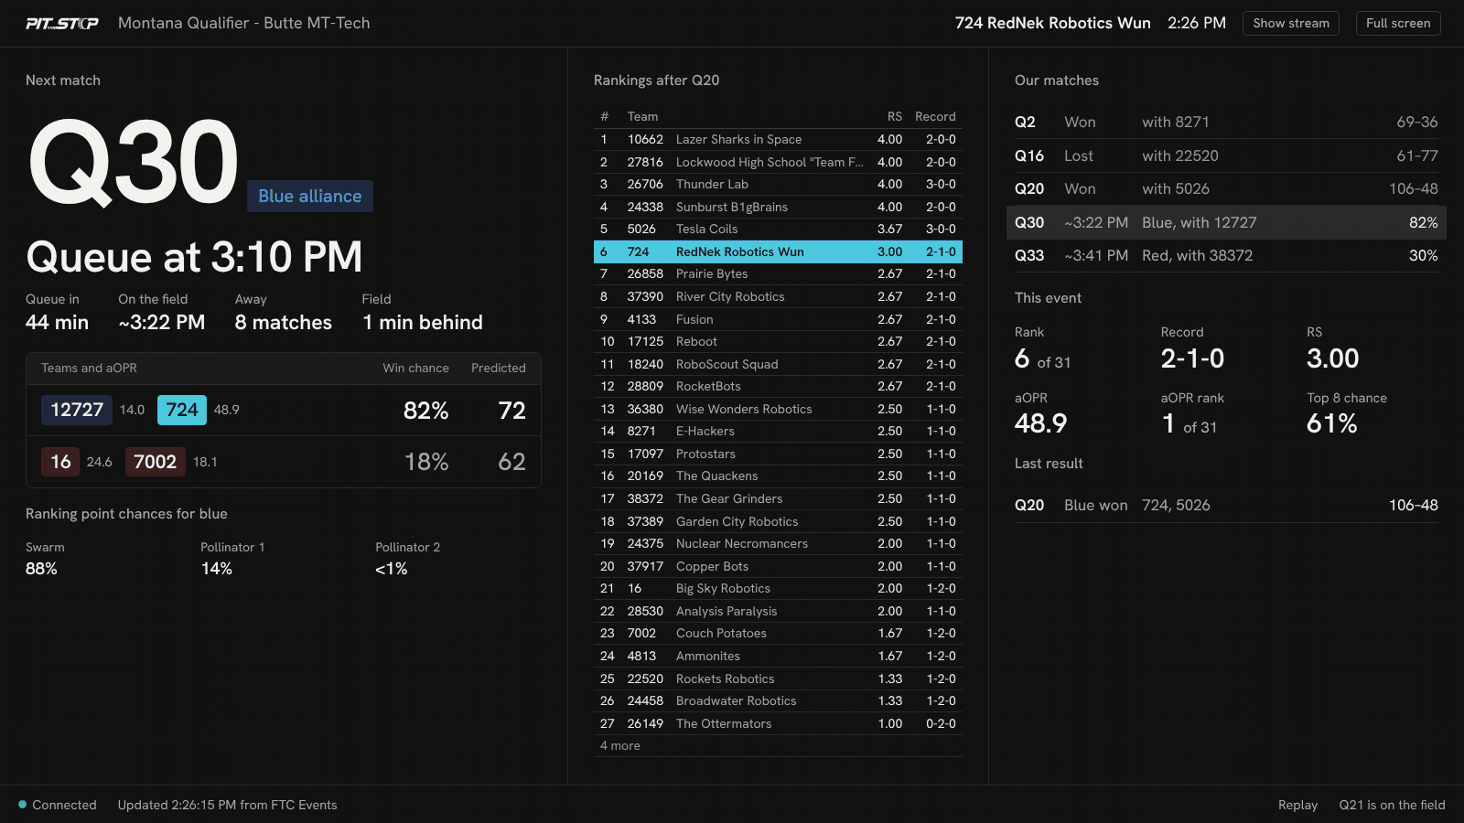 PIT_STOP Montana Qualifier - Butte MT-Tech
724 RedNek Robotics Wun 2:26 PM Show stream Full screen
Next match
Q30 Blue alliance
Queue at 3:10 PM
Queue in On the field Away Field
44 min ~3:22 PM 8 matches 1 min behind
Teams and aOPR Win chance Predicted
12727 14.0 724 48.9 82% 72
16 24.6 7002 18.1 18% 62
Ranking point chances for blue
Swarm Pollinator 1 Pollinator 2
88% 14% <1%
Rankings after Q20
# Team RS Record
1 10662 Lazer Sharks in Space 4.00 2-0-0
2 27816 Lockwood High School "Team F... 4.00 2-0-0
3 26706 Thunder Lab 4.00 3-0-0
4 24338 Sunburst B1gBrains 4.00 2-0-0
5 5026 Tesla Coils 3.67 3-0-0
6 724 RedNek Robotics Wun 3.00 2-1-0
7 26858 Prairie Bytes 2.67 2-1-0
8 37390 River City Robotics 2.67 2-1-0
9 4133 Fusion 2.67 2-1-0
10 17125 Reboot 2.67 2-1-0
11 18240 RoboScout Squad 2.67 2-1-0
12 28809 RocketBots 2.67 2-1-0
13 36380 Wise Wonders Robotics 2.50 1-1-0
14 8271 E-Hackers 2.50 1-1-0
15 17097 Protostars 2.50 1-1-0
16 20169 The Quackens 2.50 1-1-0
17 38372 The Gear Grinders 2.50 1-1-0
18 37389 Garden City Robotics 2.50 1-1-0
19 24375 Nuclear Necromancers 2.00 1-1-0
20 37917 Copper Bots 2.00 1-1-0
21 16 Big Sky Robotics 2.00 1-2-0
22 28530 Analysis Paralysis 2.00 1-1-0
23 7002 Couch Potatoes 1.67 1-2-0
24 4813 Ammonites 1.67 1-2-0
25 22520 Rockets Robotics 1.33 1-2-0
26 24458 Broadwater Robotics 1.33 1-2-0
27 26149 The Ottermators 1.00 0-2-0
4 more
Our matches
Q2 Won with 8271 69–36
Q16 Lost with 22520 61–77
Q20 Won with 5026 106–48
Q30 ~3:22 PM Blue, with 12727 82%
Q33 ~3:41 PM Red, with 38372 30%
This event
Rank Record RS
6 of 31 2-1-0 3.00
aOPR aOPR rank Top 8 chance
48.9 1 of 31 61%
Last result
Q20 Blue won 724, 5026 106–48
Connected Updated 2:26:15 PM from FTC Events
Replay Q21 is on the field